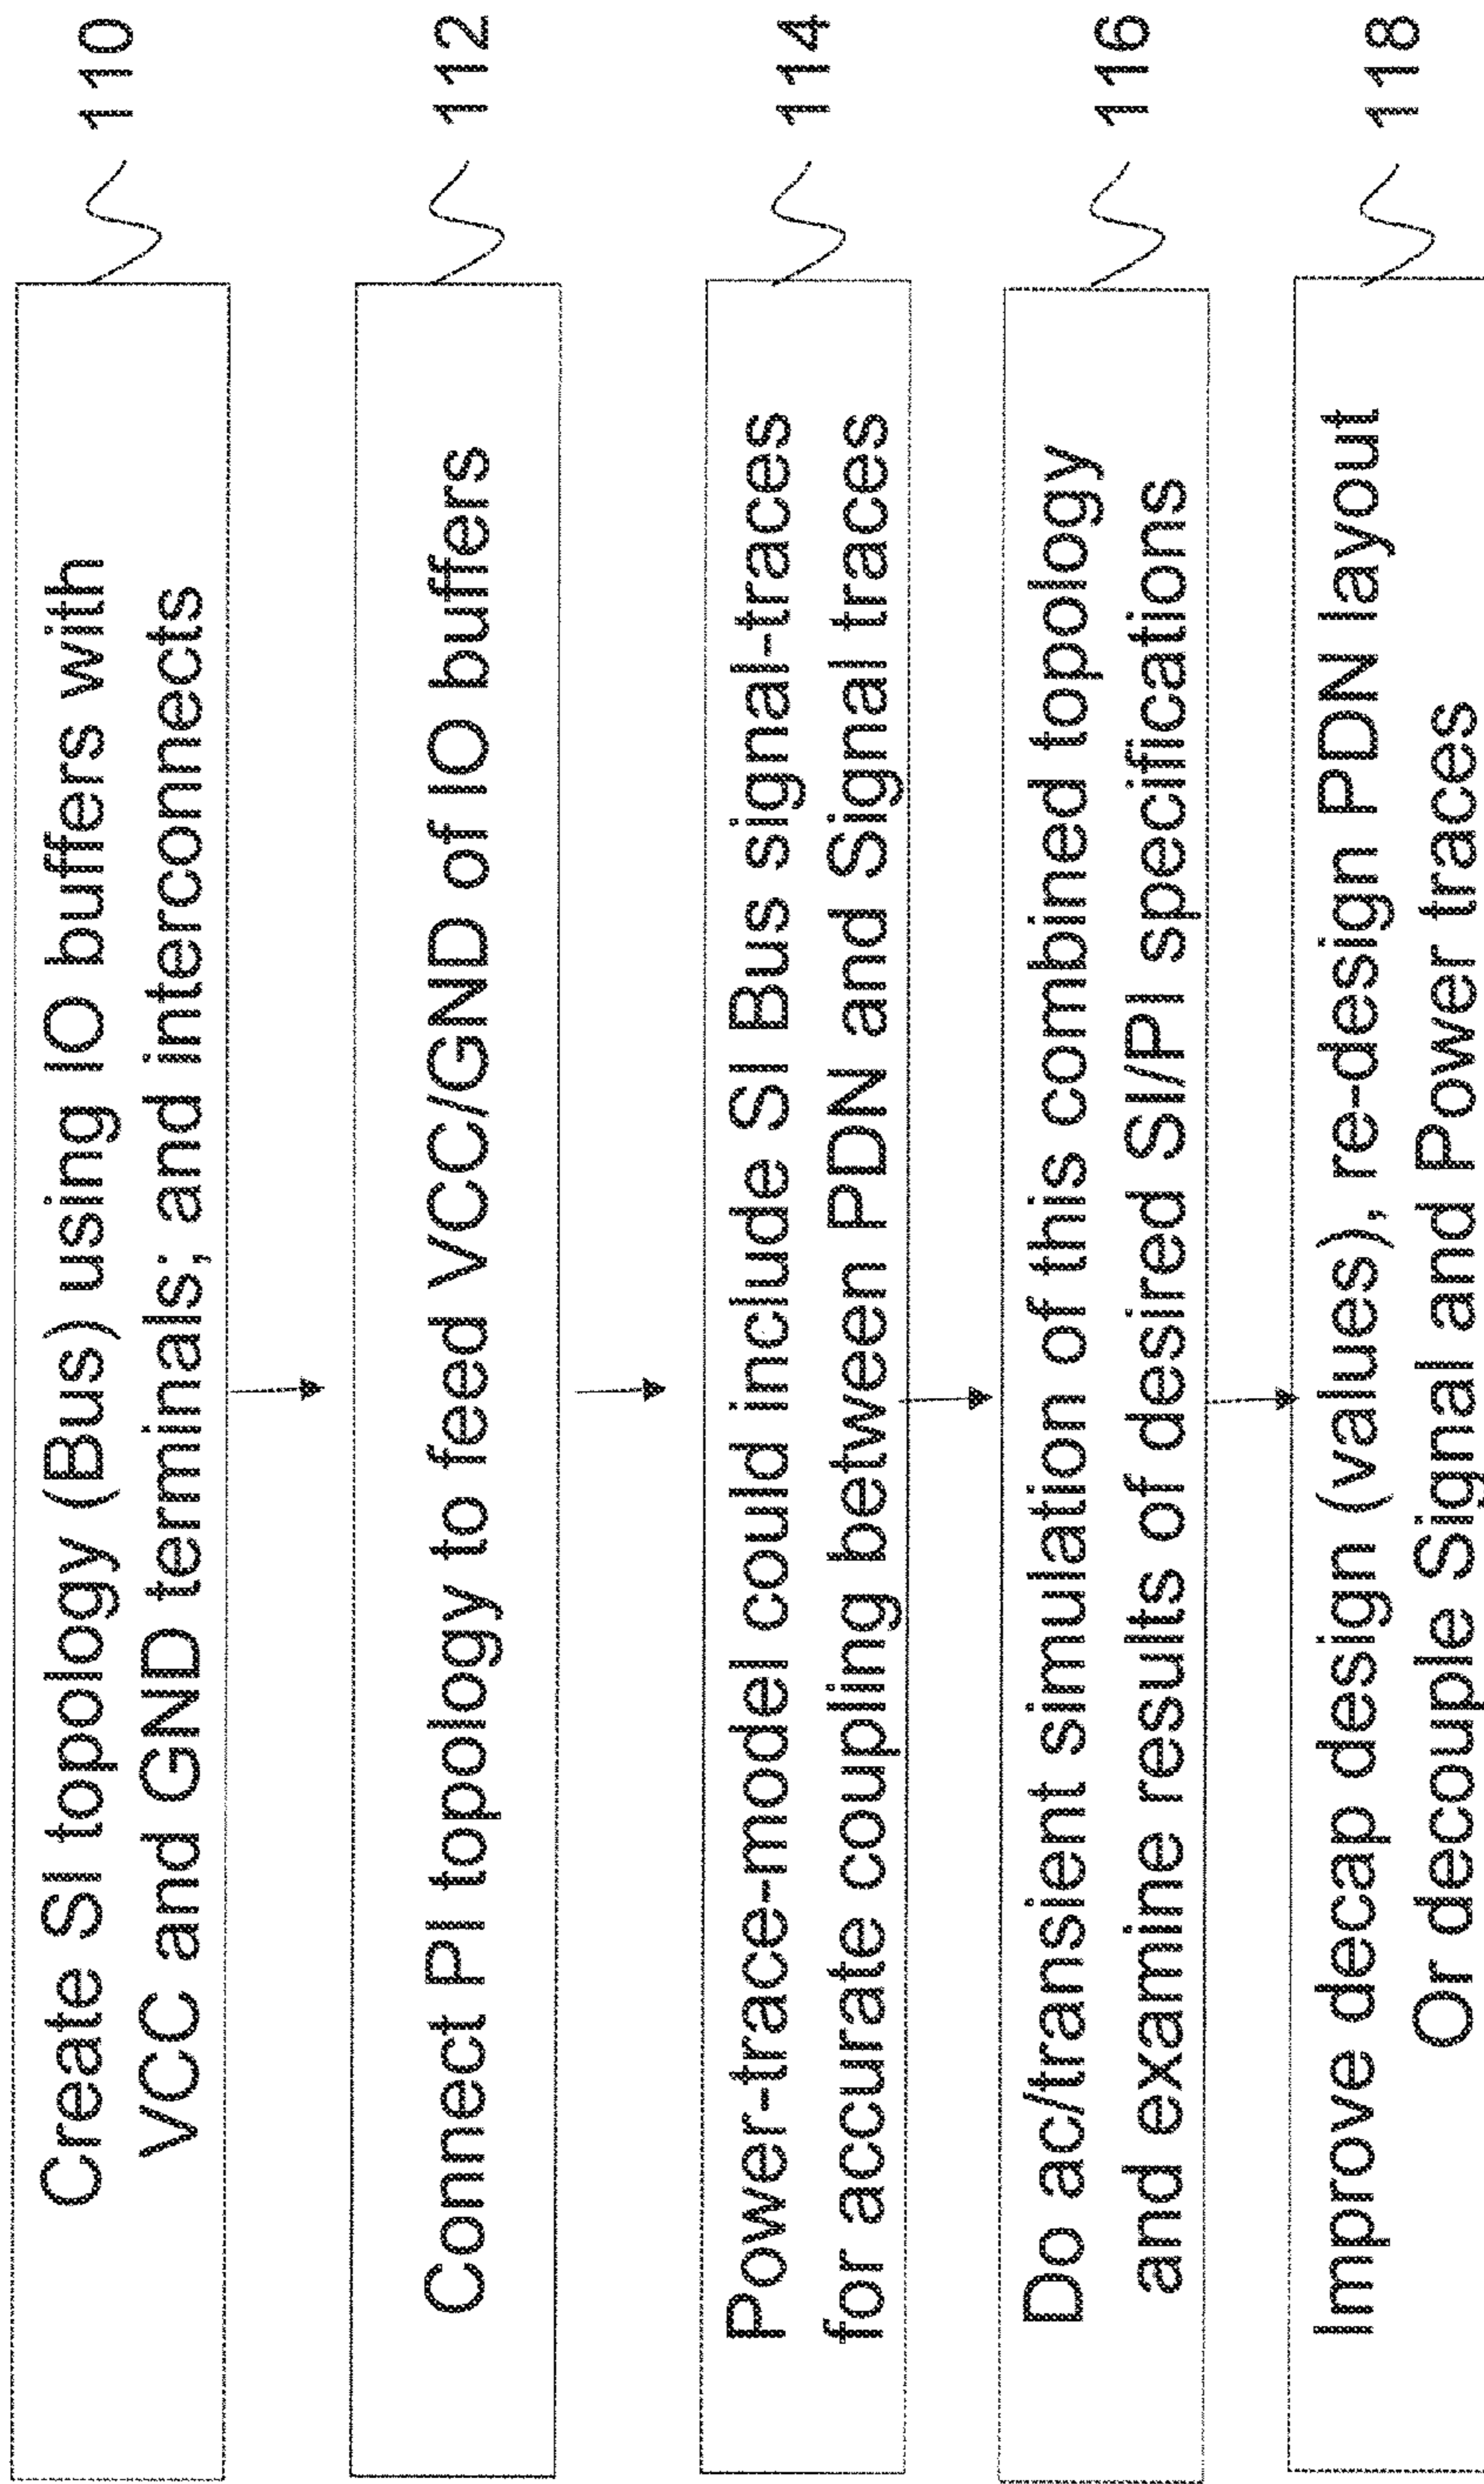 Create SI topology (Bus) using IO buffers with
VCC and GND terminals; and interconnects
110
Connect PI topology to feed VCC/GND of IO buffers
112
Power-trace-model could include SI Bus signal-traces
for accurate coupling between PDN and Signal traces
114
Do ac/transient simulation of this combined topology
and examine results of desired SI/PI specifications
116
Improve decap design (values), re-design PDN layout
Or decouple Signal and Power traces
118